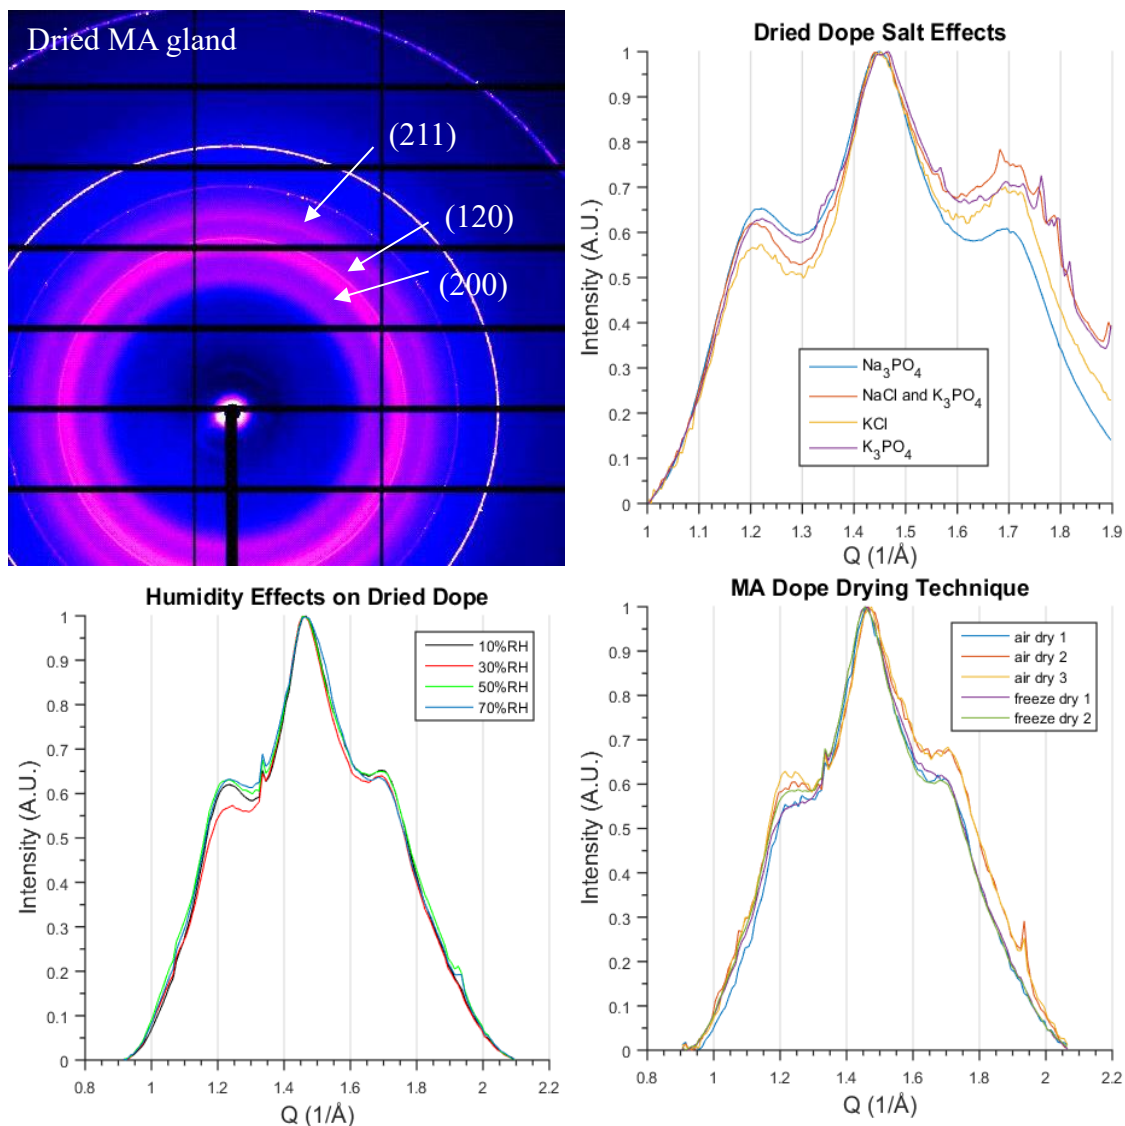 Dried MA gland
(211)
(120)
(200)
Dried Dope Salt Effects
Intensity (A.U.)
1
0.9
0.8
0.7
0.6
0.5
0.4
0.3
0.2
0.1
0
Na3PO4
NaCl and K3PO4
KCl
K3PO4
1 1.1 1.2 1.3 1.4 1.5 1.6 1.7 1.8 1.9
Q (1/Å)
Humidity Effects on Dried Dope
Intensity (A.U.)
1
0.9
0.8
0.7
0.6
0.5
0.4
0.3
0.2
0.1
0
10%RH
30%RH
50%RH
70%RH
0.8 1 1.2 1.4 1.6 1.8 2 2.2
Q (1/Å)
MA Dope Drying Technique
Intensity (A.U.)
1
0.9
0.8
0.7
0.6
0.5
0.4
0.3
0.2
0.1
0
air dry 1
air dry 2
air dry 3
freeze dry 1
freeze dry 2
0.8 1 1.2 1.4 1.6 1.8 2 2.2
Q (1/Å)